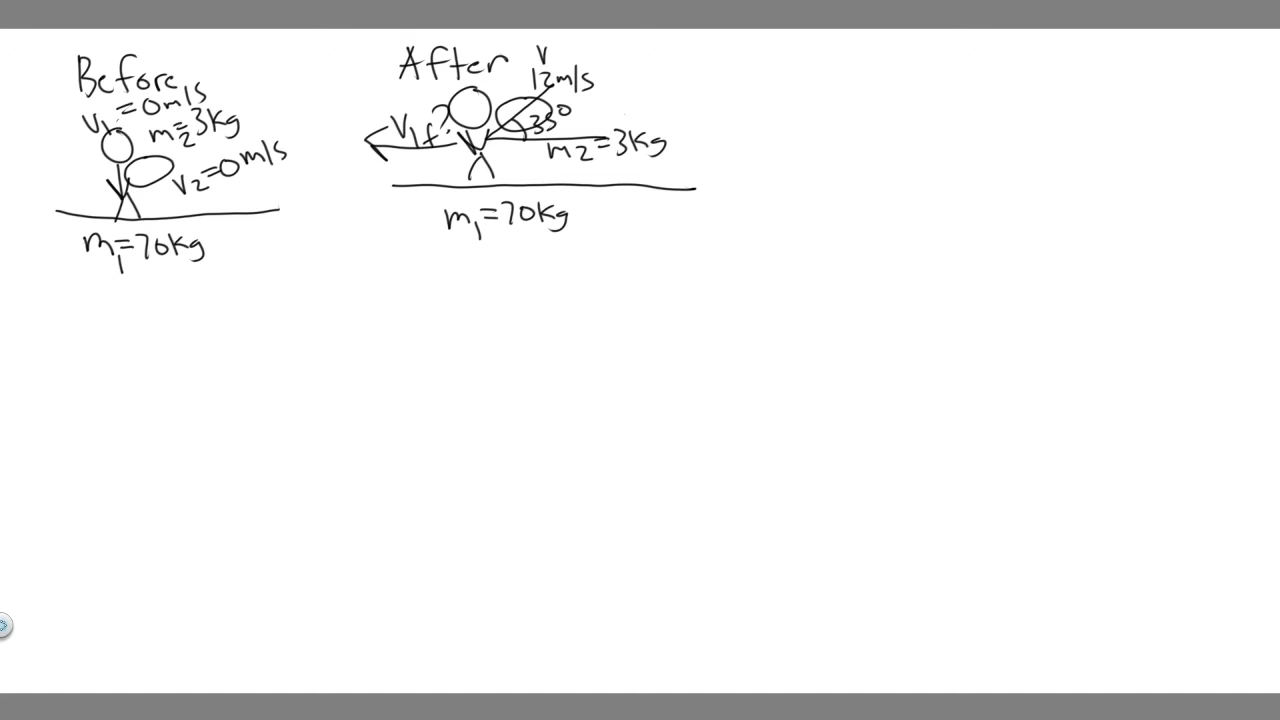 Before
v₁ = 0m/s
m₂ = 3kg
v₂ = 0m/s
m₁ = 70kg
After
v
12m/s
V₁f?
35°
m₂ = 3kg
m₁ = 70kg